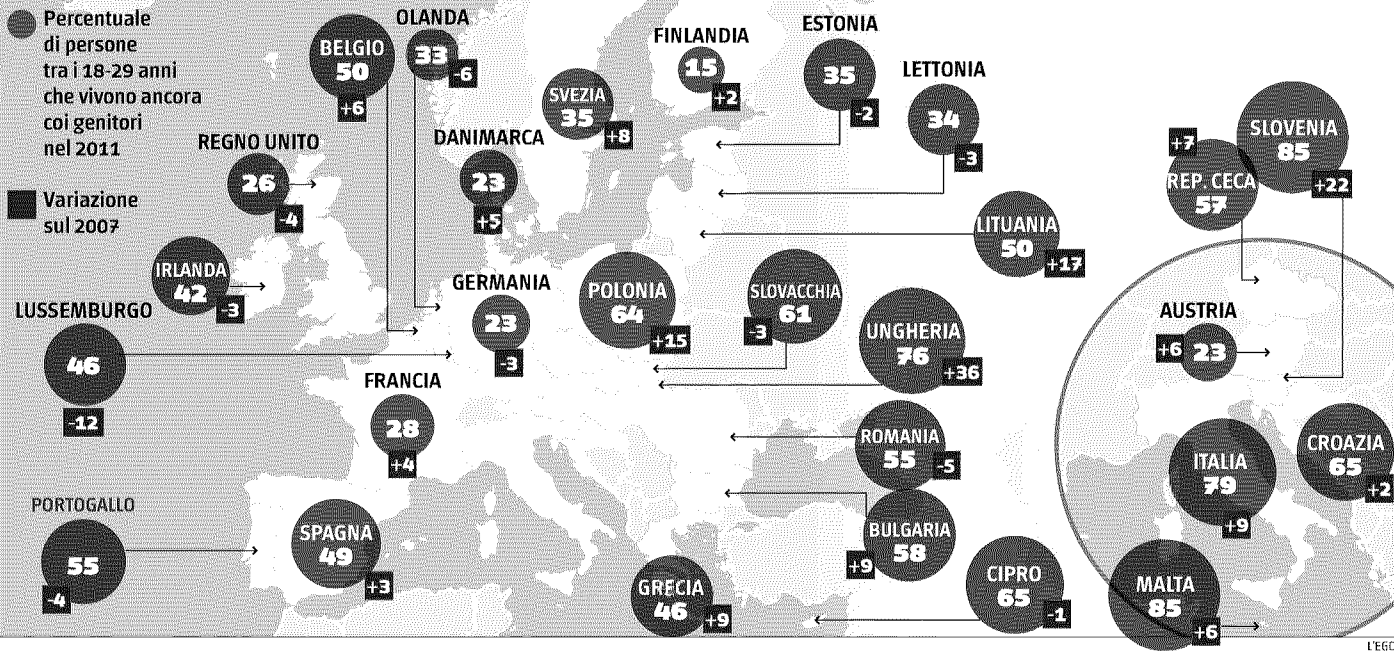 Percentuale
di persone
tra i 18-29 anni
che vivono ancora
coi genitori
nel 2011
Variazione
sul 2007
BELGIO
50
+6
OLANDA
33
-6
SVEZIA
35
+8
FINLANDIA
15
+2
ESTONIA
35
-2
LETTONIA
34
-3
REGNO UNITO
26
-4
DANIMARCA
23
+5
SLOVENIA
85
+22
+7
REP. CECA
57
LITUANIA
50
+17
IRLANDA
42
-3
LUSSEMBURGO
46
-12
GERMANIA
23
-3
POLONIA
64
+15
SLOVACCHIA
61
-3
UNGHERIA
76
+36
AUSTRIA
+6
23
FRANCIA
28
+4
ROMANIA
55
-5
ITALIA
79
+9
CROAZIA
65
+2
PORTOGALLO
55
-4
SPAGNA
49
+3
BULGARIA
58
+9
GRECIA
46
+9
CIPRO
65
-1
MALTA
85
+6
L'EGO